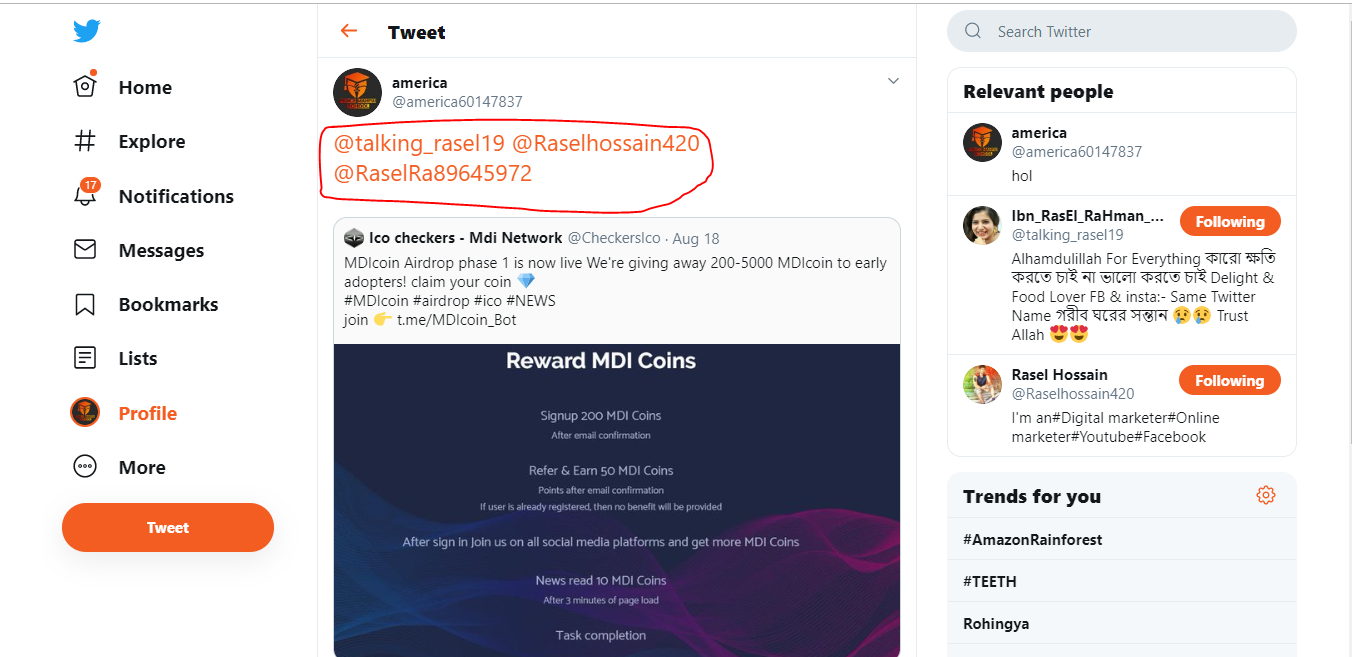 Home
Explore
17
Notifications
Messages
Bookmarks
Lists
Profile
More
Tweet
Tweet
america
@america60147837
@talking_rasel19 @Raselhossain420
@RaselRa89645972
Ico checkers - Mdi Network @CheckersIco · Aug 18
MDIcoin Airdrop phase 1 is now live We're giving away 200-5000 MDIcoin to early
adopters! claim your coin 💎
#MDIcoin #airdrop #ico #NEWS
join 👉 t.me/MDIcoin_Bot
Reward MDI Coins
Signup 200 MDI Coins
After email confirmation
Refer & Earn 50 MDI Coins
Points after email confirmation
If user is already registered, then no benefit will be provided
After sign in Join us on all social media platforms and get more MDI Coins
News read 10 MDI Coins
After 3 minutes of page load
Task completion
Search Twitter
Relevant people
america
@america60147837
hol
Ibn_RasEl_RaHman_...
@talking_rasel19
Following
Alhamdulillah For Everything কারো ক্ষতি
করতে চাই না ভালো করতে চাই Delight &
Food Lover FB & insta:- Same Twitter
Name গরীব ঘরের সন্তান 😢😢 Trust
Allah 😍😍
Rasel Hossain
@Raselhossain420
Following
I'm an#Digital marketer#Online
marketer#Youtube#Facebook
Trends for you
#AmazonRainforest
#TEETH
Rohingya